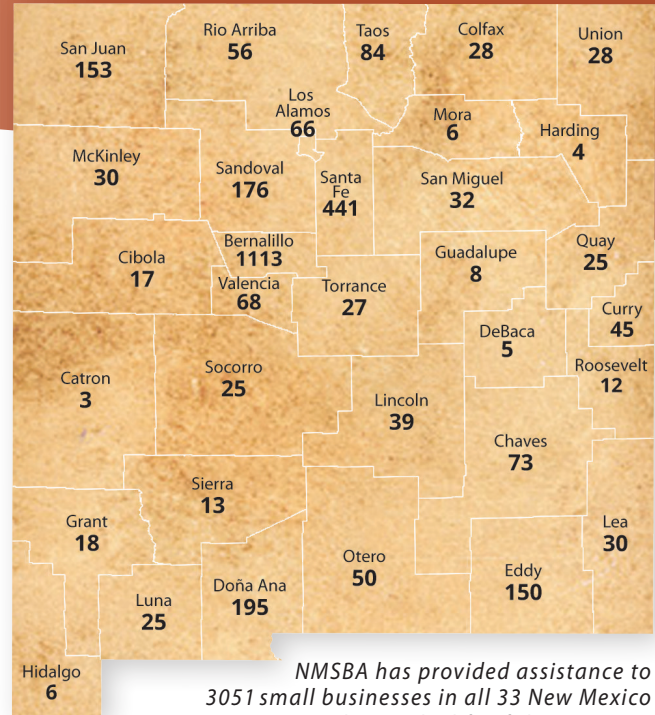 San Juan
153
Rio Arriba
56
Taos
84
Colfax
28
Union
28
Los
Alamos
66
Mora
6
Harding
4
McKinley
30
Sandoval
176
Santa
Fe
441
San Miguel
32
Cibola
17
Bernalillo
1113
Valencia
68
Torrance
27
Guadalupe
8
Quay
25
Curry
45
DeBaca
5
Roosevelt
12
Catron
3
Socorro
25
Lincoln
39
Chaves
73
Sierra
13
Grant
18
Lea
30
Otero
50
Eddy
150
Doña Ana
195
Luna
25
Hidalgo
6
NMSBA has provided assistance to
3051 small businesses in all 33 New Mexico